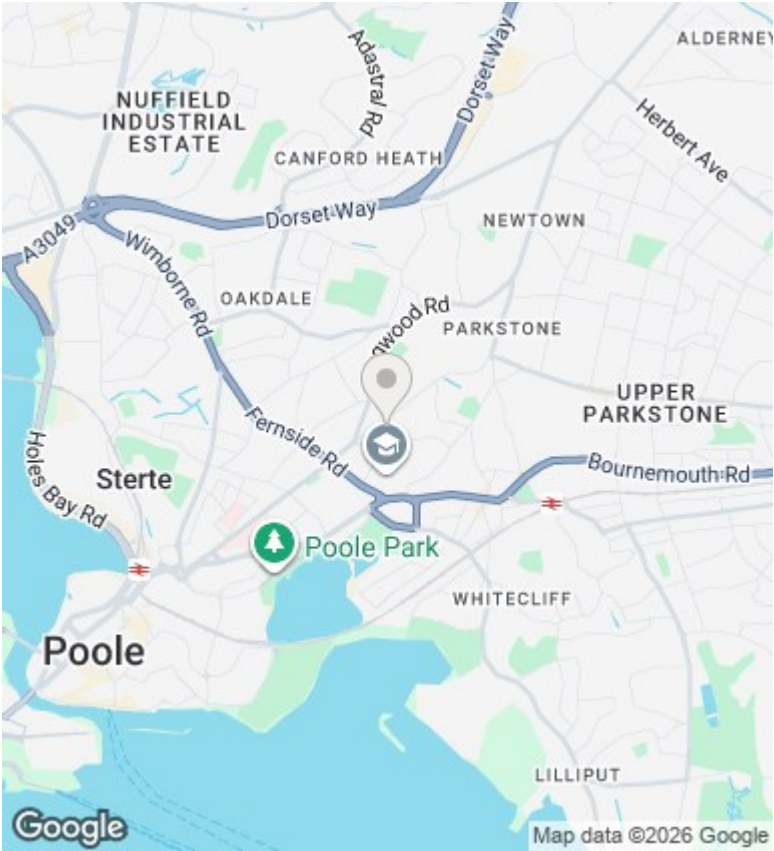 ALDERNEY
Adastral Rd
Dorset Way
NUFFIELD
INDUSTRIAL
ESTATE
Herbert Ave
CANFORD HEATH
Dorset Way
NEWTOWN
A3049
Wimborne Rd
OAKDALE
gwood Rd
PARKSTONE
UPPER
PARKSTONE
Fernside Rd
Holes Bay Rd
Sterte
Bournemouth Rd
Poole Park
WHITECLIFF
Poole
LILLIPUT
Google
Map data ©2026 Google